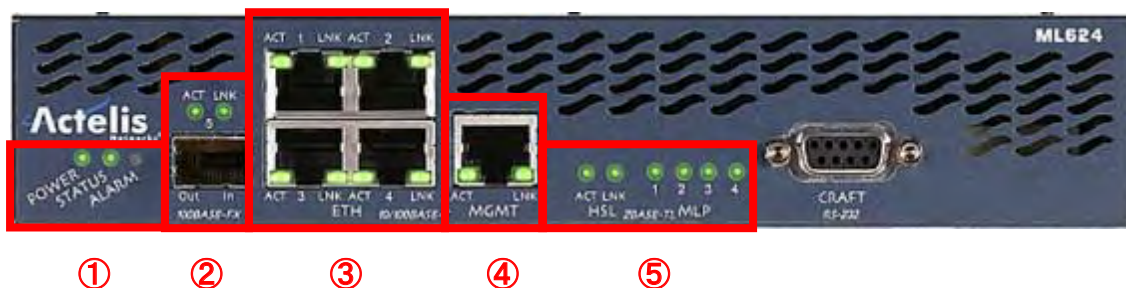 ML624
ACT 1 LNK ACT 2 LNK
ACT LNK
5
Actelis
Networks
POWER
STATUS
ALARM
Out In
100BASE-FX
ACT 3 LNK ACT 4 LNK
ETH 10/100BASE-
ACT LNK
MGMT
ACT LNK 1 2 3 4
HSL 2BASE-TL MLP
CRAFT
RS-232
① ② ③ ④ ⑤